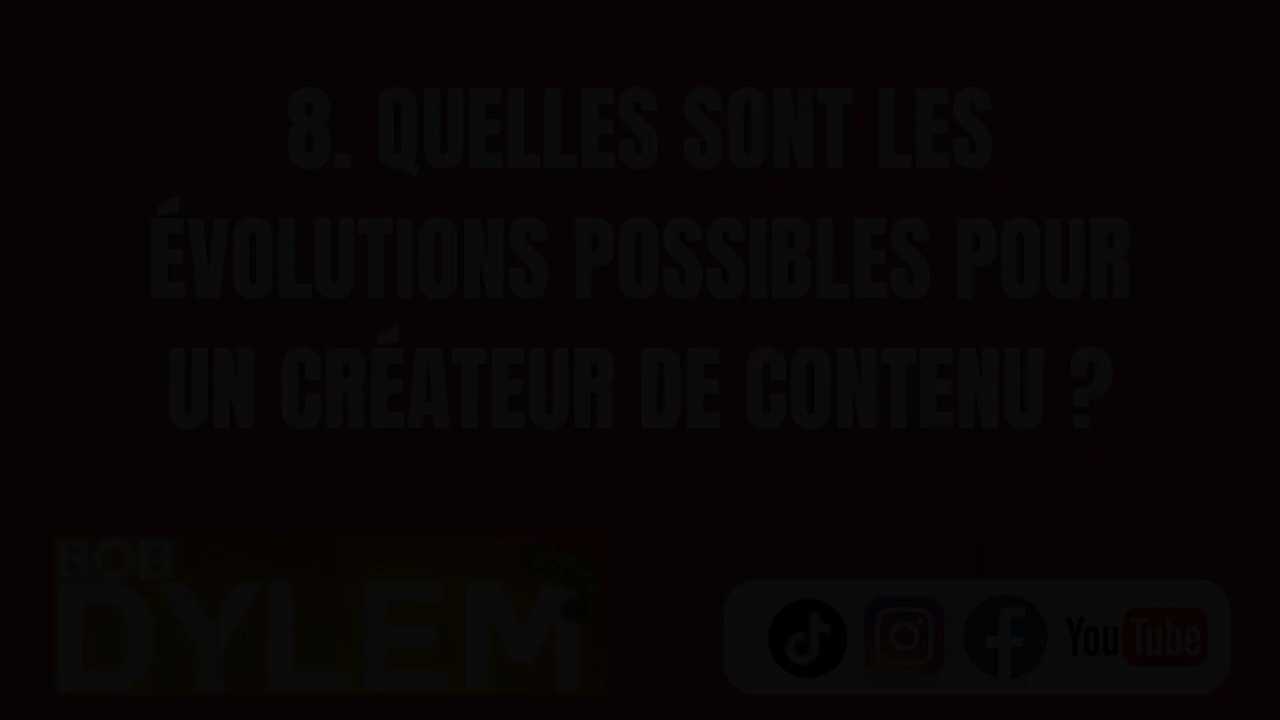 8. QUELLES SONT LES
ÉVOLUTIONS POSSIBLES POUR
UN CRÉATEUR DE CONTENU ?
BOB
DYLEM
YouTube